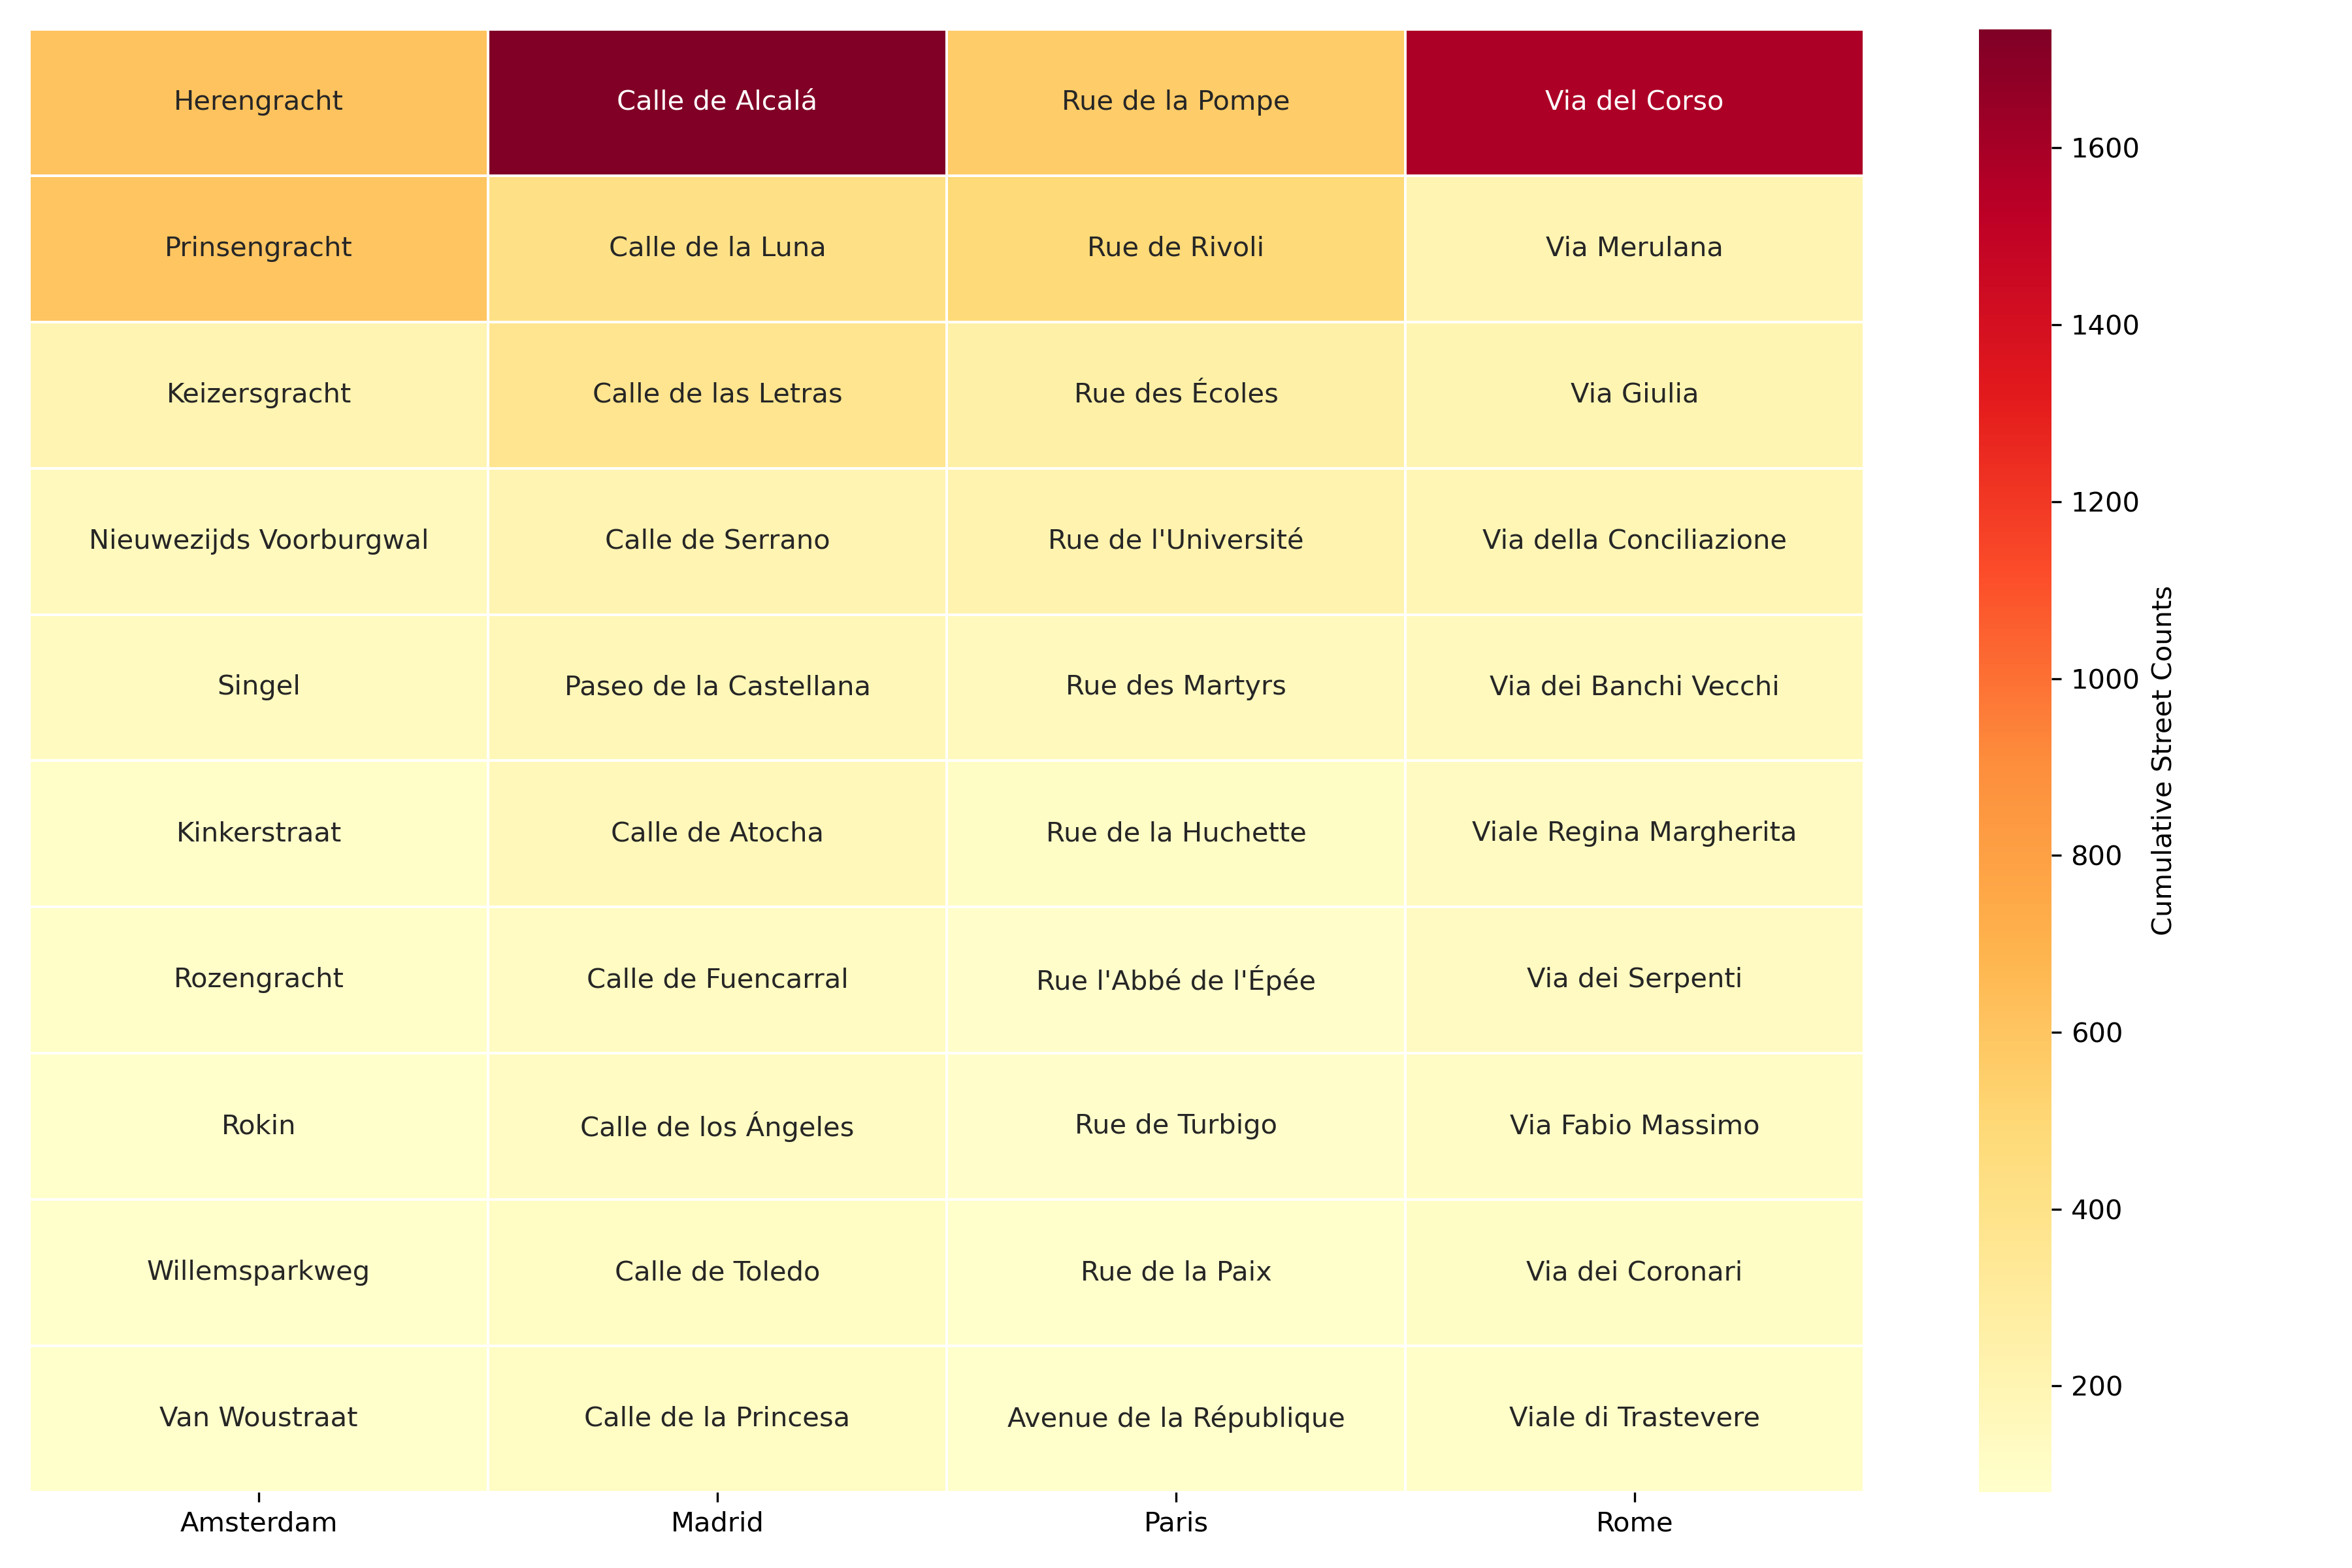 Herengracht Calle de Alcalá Rue de la Pompe Via del Corso
Prinsengracht Calle de la Luna Rue de Rivoli Via Merulana
Keizersgracht Calle de las Letras Rue des Écoles Via Giulia
Nieuwezijds Voorburgwal Calle de Serrano Rue de l'Université Via della Conciliazione
Singel Paseo de la Castellana Rue des Martyrs Via dei Banchi Vecchi
Kinkerstraat Calle de Atocha Rue de la Huchette Viale Regina Margherita
Rozengracht Calle de Fuencarral Rue l'Abbé de l'Épée Via dei Serpenti
Rokin Calle de los Ángeles Rue de Turbigo Via Fabio Massimo
Willemsparkweg Calle de Toledo Rue de la Paix Via dei Coronari
Van Woustraat Calle de la Princesa Avenue de la République Viale di Trastevere
Amsterdam Madrid Paris Rome
1600
1400
1200
1000
800
600
400
200
Cumulative Street Counts